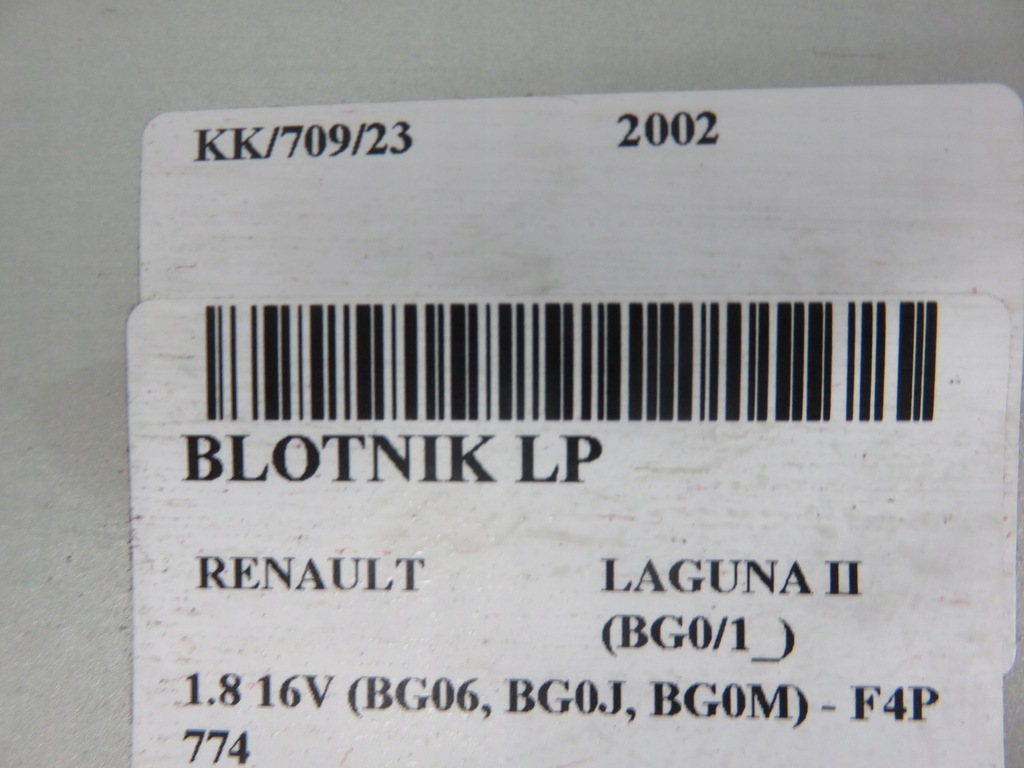 KK/709/23 2002
BLOTNIK LP
RENAULT LAGUNA II
(BG0/1_)
1.8 16V (BG06, BG0J, BG0M) - F4P
774